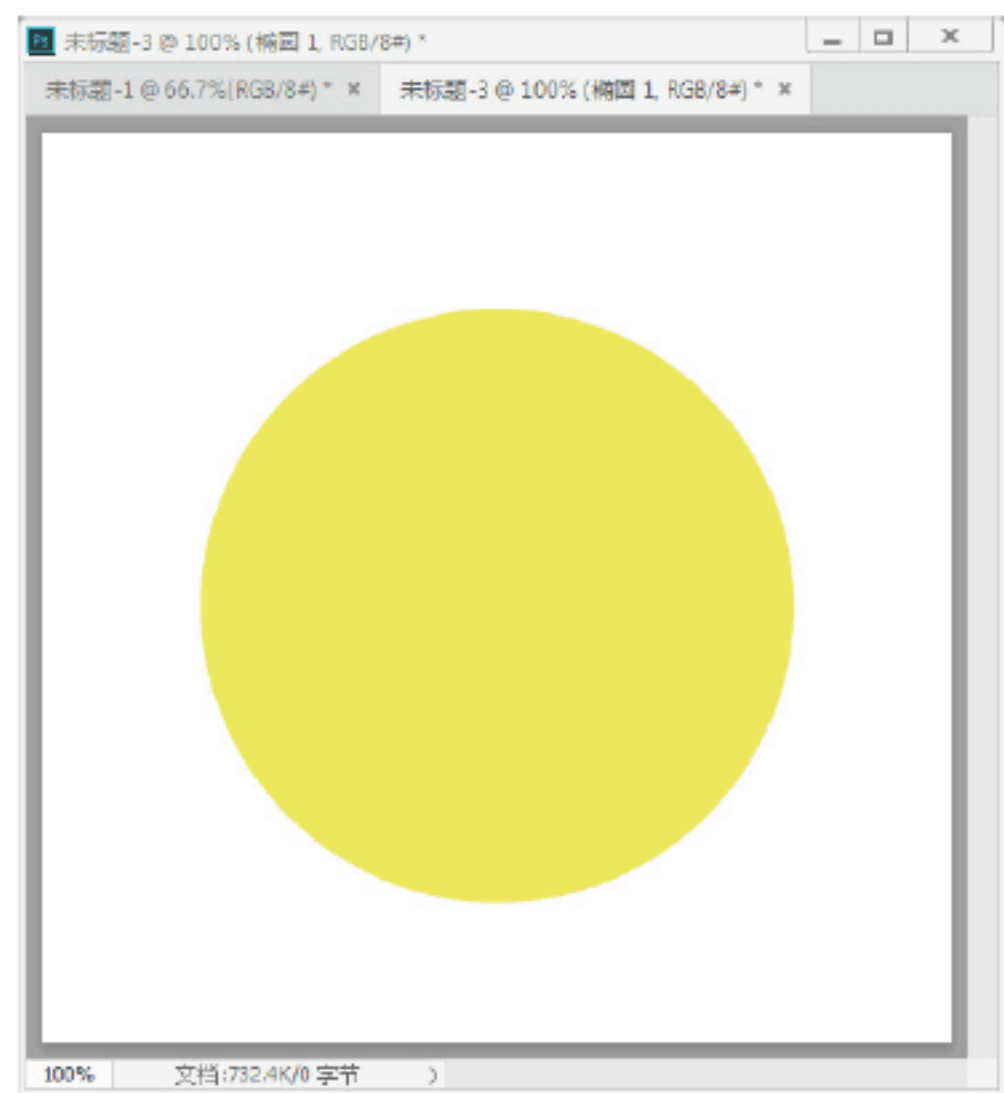 Ps 未标题-3 @ 100% (椭圆 1, RGB/8#) *
未标题-1 @ 66.7%(RGB/8#) * × 未标题-3 @ 100% (椭圆 1, RGB/8#) * ×
100% 文档:732.4K/0 字节 〉